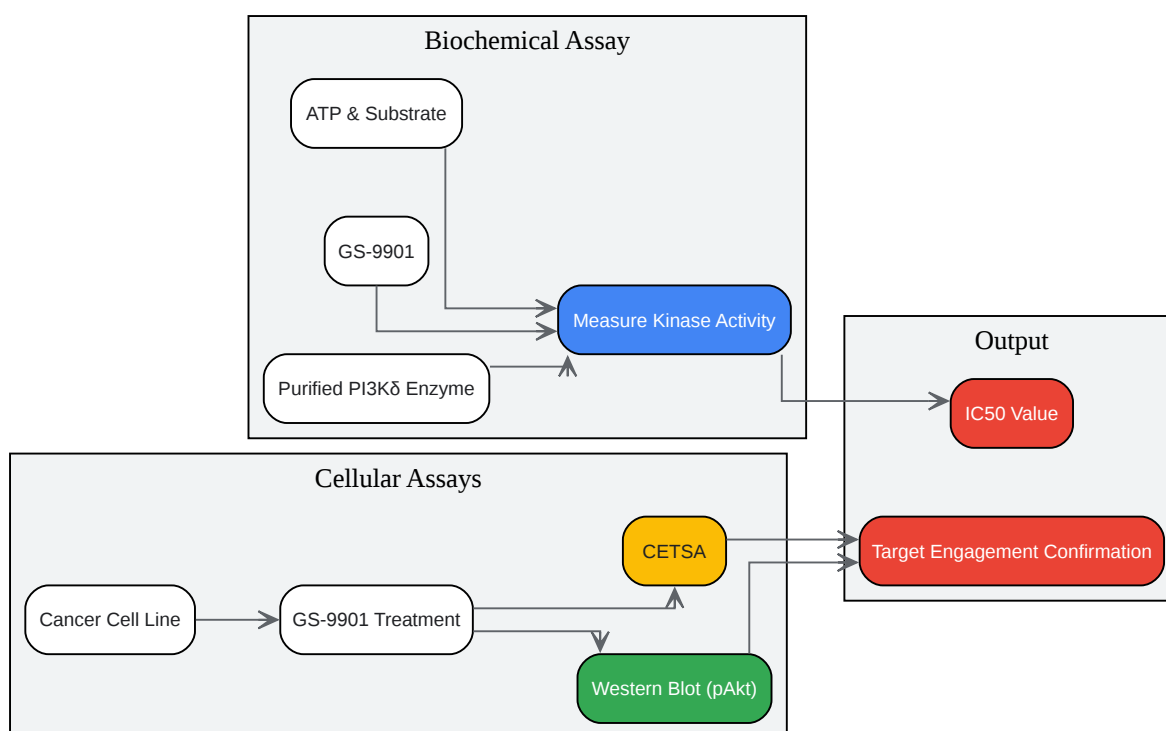 Biochemical Assay
ATP & Substrate
GS-9901
Measure Kinase Activity
Purified PI3Kδ Enzyme
Output
IC50 Value
Target Engagement Confirmation
Cellular Assays
CETSA
Cancer Cell Line
GS-9901 Treatment
Western Blot (pAkt)